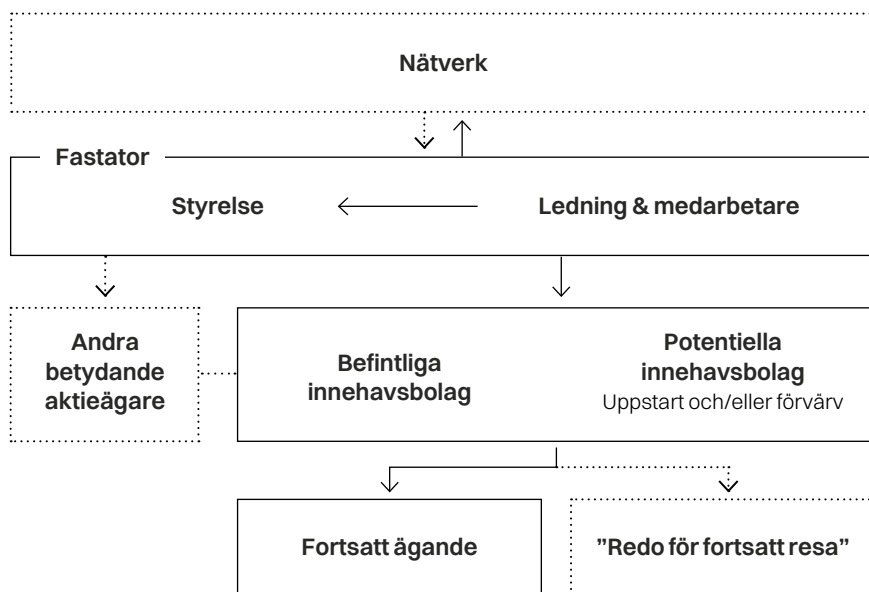 Nätverk
Fastator
Styrelse
Ledning & medarbetare
Andra
betydande
aktieägare
Befintliga
innehavsbolag
Potentiella
innehavsbolag
Uppstart och/eller förvärv
Fortsatt ägande
”Redo för fortsatt resa”